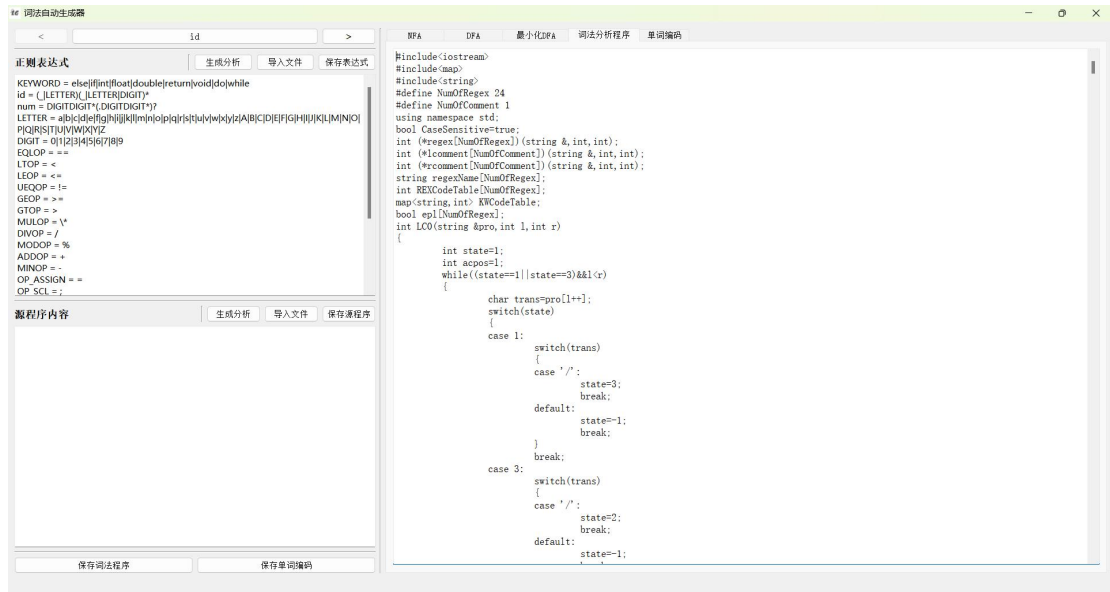 词法自动生成器
< id >
正则表达式 生成分析 导入文件 保存表达式
KEYWORD = else|if|int|float|double|return|void|do|while
id = (_|LETTER)(_|LETTER|DIGIT)*
num = DIGITDIGIT*(.DIGITDIGIT*)?
LETTER = a|b|c|d|e|f|g|h|i|j|k|l|m|n|o|p|q|r|s|t|u|v|w|x|y|z|A|B|C|D|E|F|G|H|I|J|K|L|M|N|O|
P|Q|R|S|T|U|V|W|X|Y|Z
DIGIT = 0|1|2|3|4|5|6|7|8|9
EQLOP = ==
LTOP = <
LEOP = <=
UEQOP = !=
GEOP = >=
GTOP = >
MULOP = \*
DIVOP = /
MODOP = %
ADDOP = +
MINOP = -
OP_ASSIGN = =
OP_SCL = ;
源程序内容 生成分析 导入文件 保存源程序
保存词法程序 保存单词编码
NFA DFA 最小化DFA 词法分析程序 单词编码
#include<iostream>
#include<map>
#include<string>
#define NumOfRegex 24
#define NumOfComment 1
using namespace std;
bool CaseSensitive=true;
int (*regex[NumOfRegex])(string &,int,int);
int (*lcomment[NumOfComment])(string &,int,int);
int (*rcomment[NumOfComment])(string &,int,int);
string regexName[NumOfRegex];
int REXCodeTable[NumOfRegex];
map<string,int> KWCodeTable;
bool epl[NumOfRegex];
int LC0(string &pro,int l,int r)
{
int state=1;
int acpos=l;
while((state==1||state==3)&&l<r)
{
char trans=pro[l++];
switch(state)
{
case 1:
switch(trans)
{
case '/':
state=3;
break;
default:
state=-1;
break;
}
break;
case 3:
switch(trans)
{
case '/':
state=2;
break;
default:
state=-1;